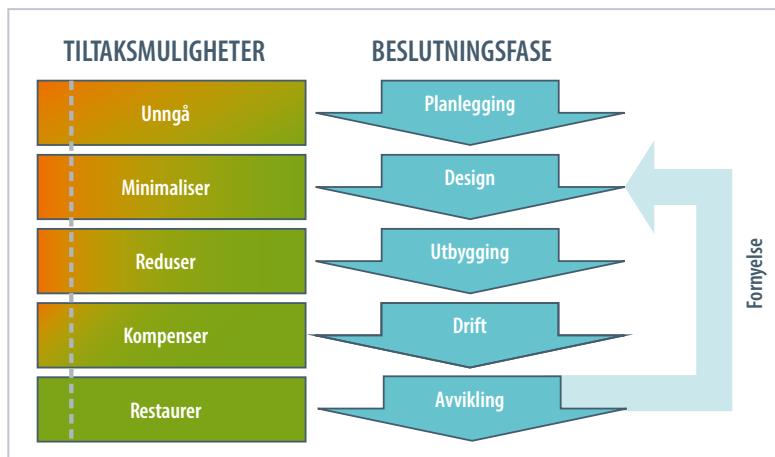 TILTAKSMULIGHETER
BESLUTNINGSFASE
Unngå
Planlegging
Minimaliser
Design
Reduser
Utbygging
Kompenser
Drift
Restaurer
Avvikling
Fornyelse